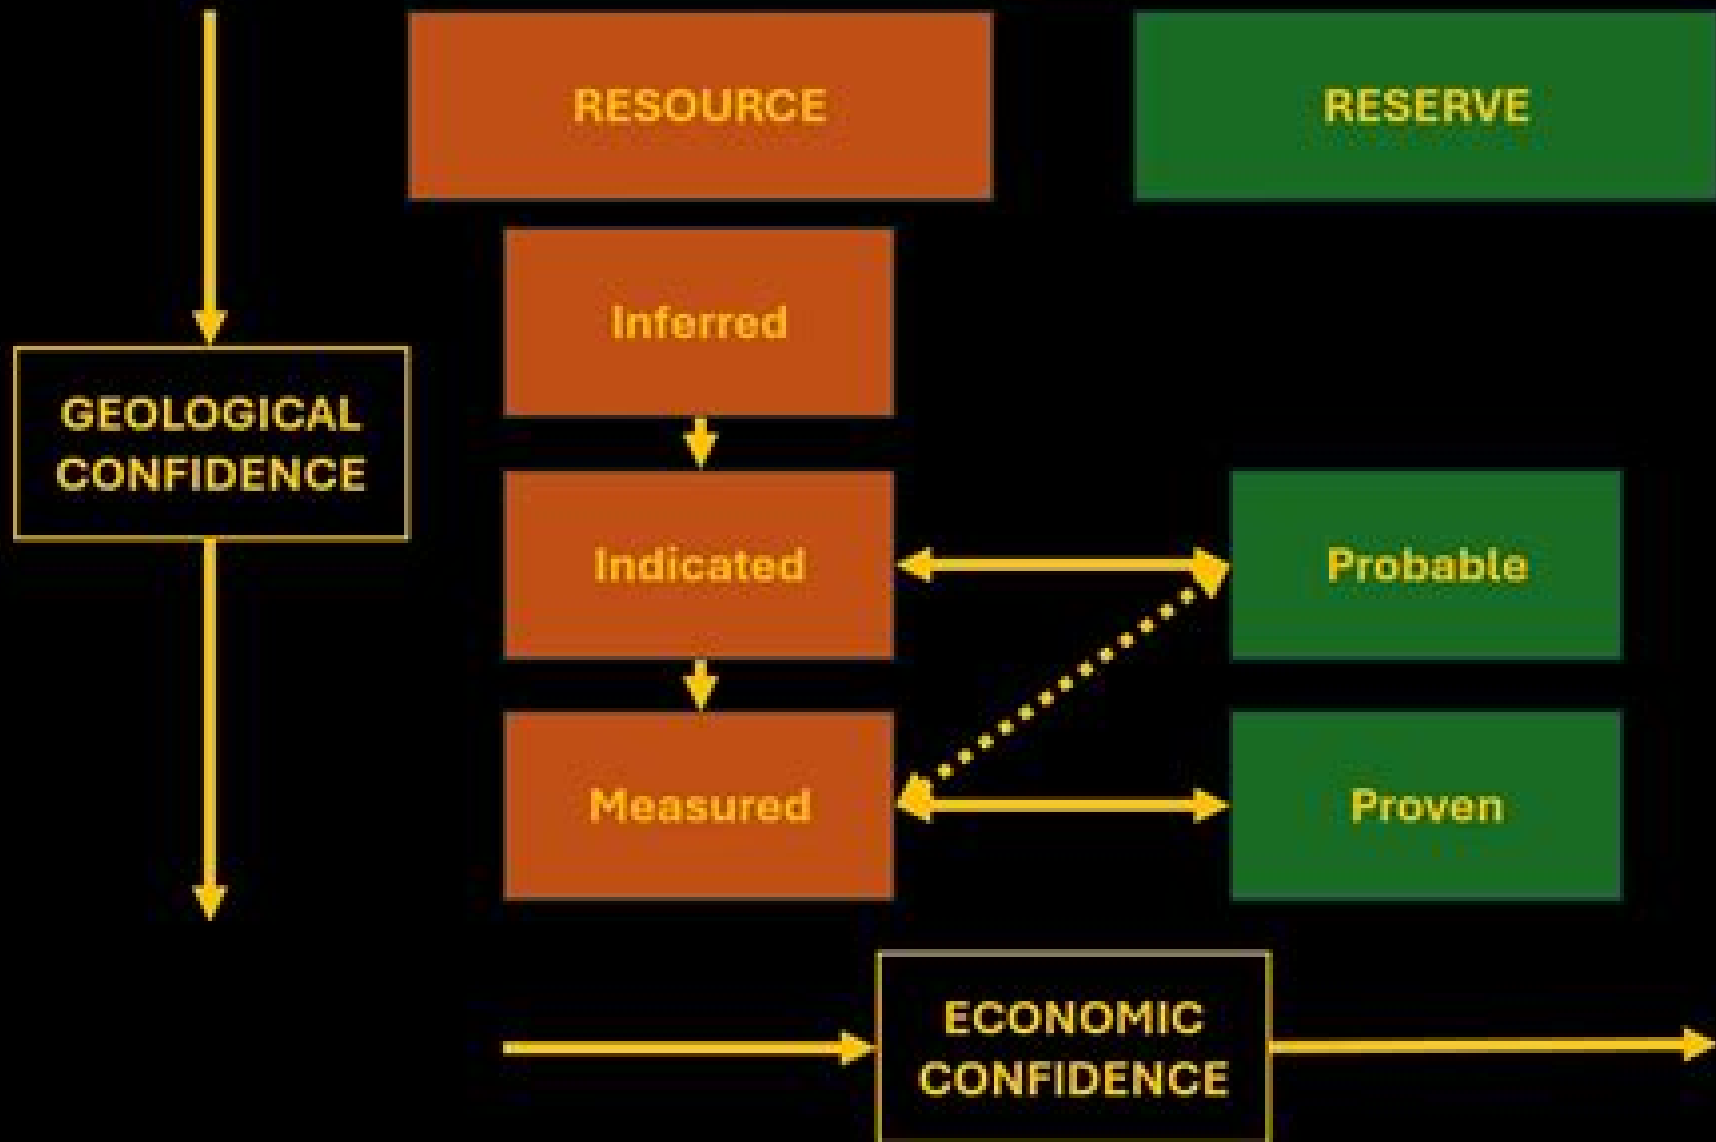 RESOURCE
RESERVE
Inferred
GEOLOGICAL
CONFIDENCE
Indicated
Probable
Measured
Proven
ECONOMIC
CONFIDENCE